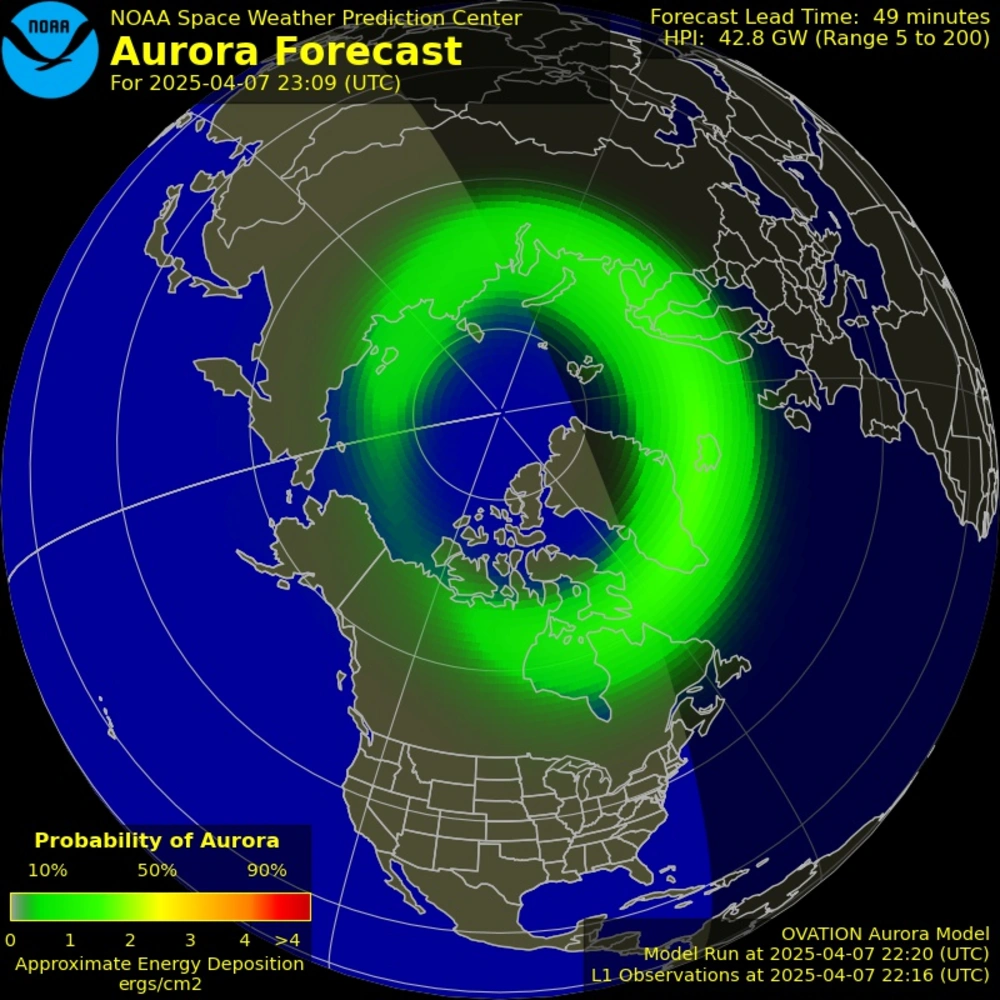 NOAA
NOAA Space Weather Prediction Center
Aurora Forecast
For 2025-04-07 23:09 (UTC)
Forecast Lead Time: 49 minutes
HPI: 42.8 GW (Range 5 to 200)
Probability of Aurora
10% 50% 90%
0 1 2 3 4 >4
Approximate Energy Deposition
ergs/cm2
OVATION Aurora Model
Model Run at 2025-04-07 22:20 (UTC)
L1 Observations at 2025-04-07 22:16 (UTC)